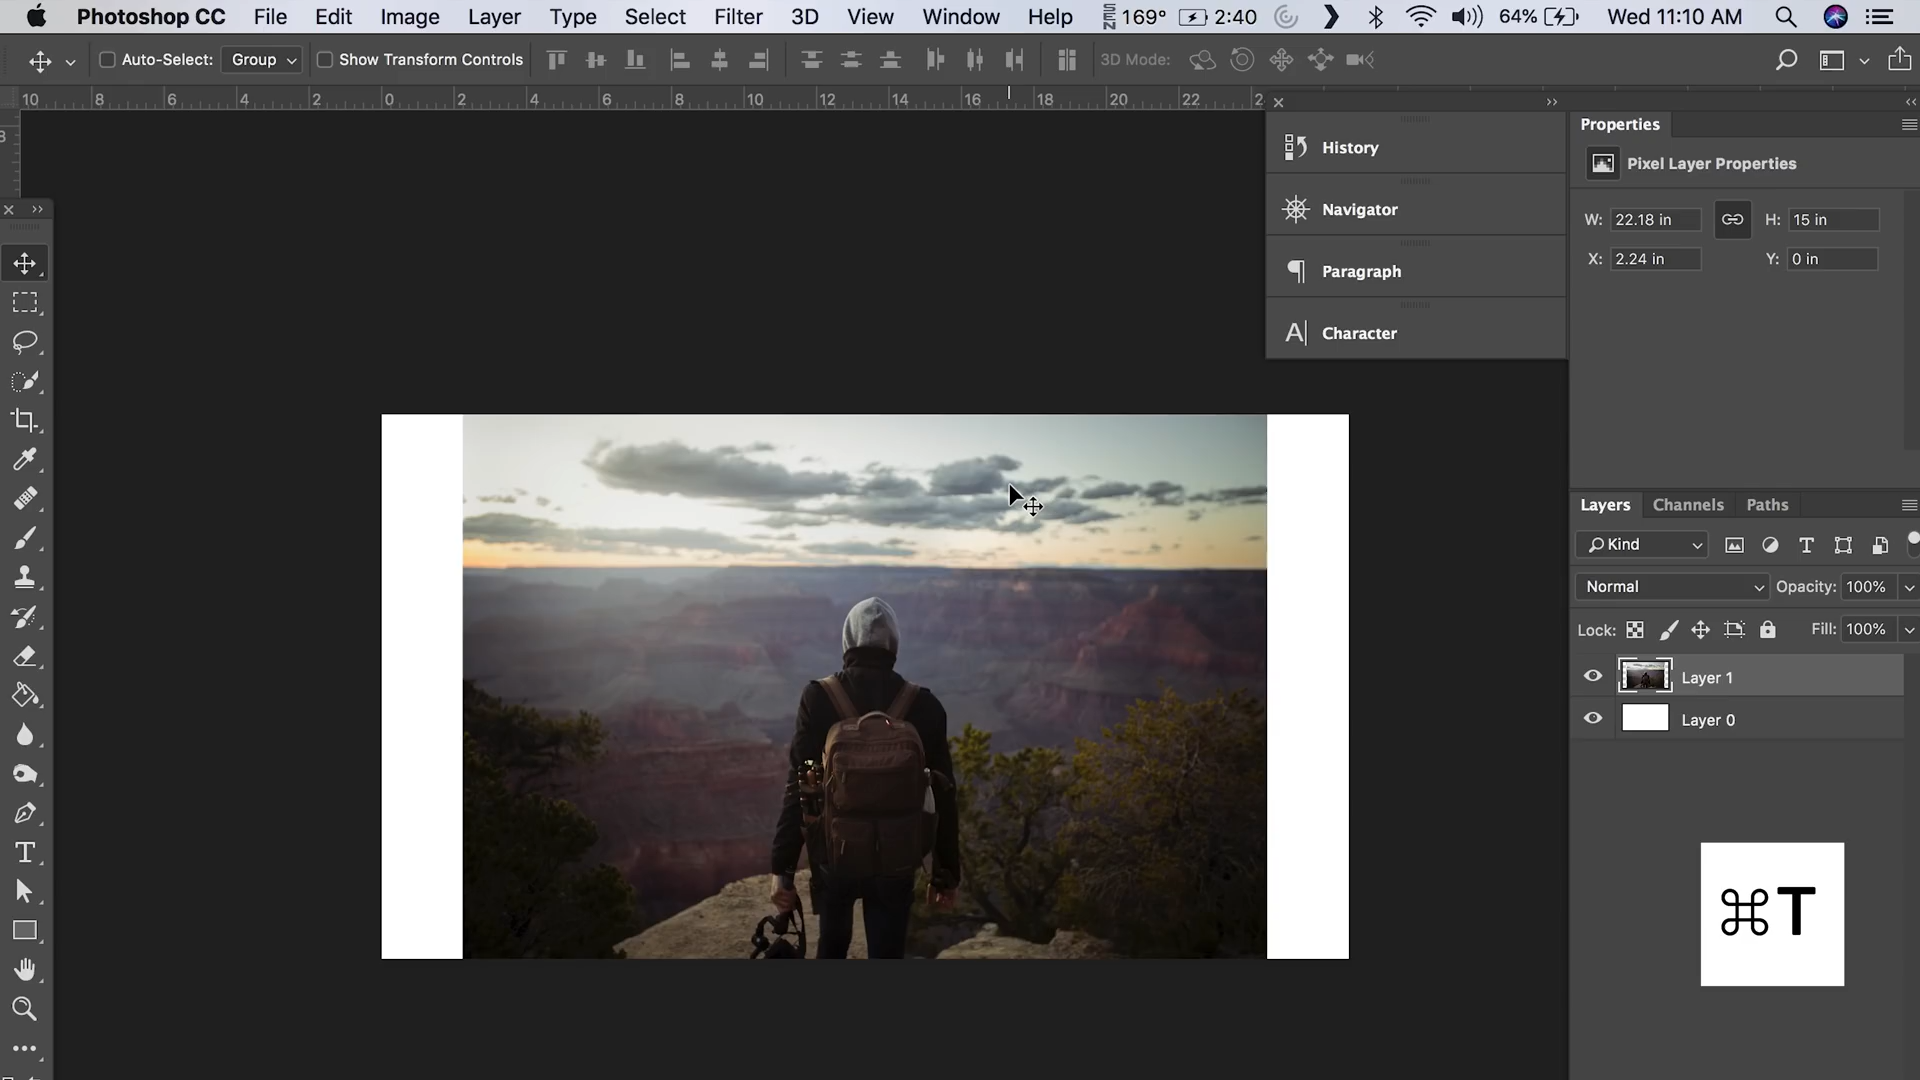 Photoshop CC File Edit Image Layer Type Select Filter 3D View Window Help SEN 169° 2:40 64% Wed 11:10 AM
Auto-Select: Group Show Transform Controls 3D Mode:
10 8 6 4 2 0 2 4 6 8 10 12 14 16 18 20 22
8
History
Navigator
Paragraph
A Character
Properties
Pixel Layer Properties
W: 22.18 in H: 15 in
X: 2.24 in Y: 0 in
Layers Channels Paths
Kind
Normal Opacity: 100%
Lock: Fill: 100%
Layer 1
Layer 0
⌘T